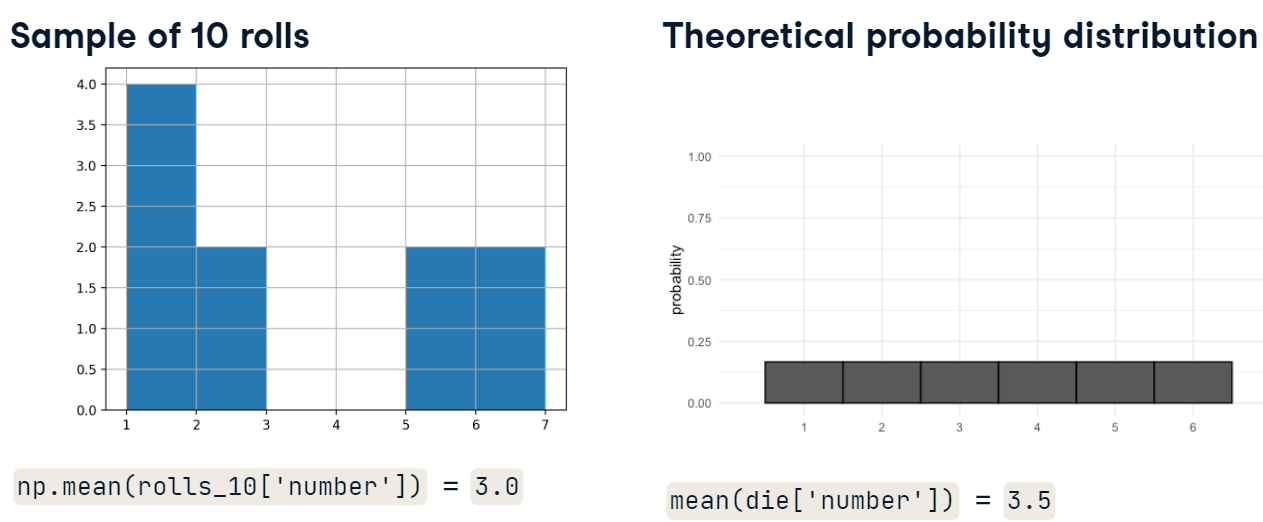 Sample of 10 rolls
4.0
3.5
3.0
2.5
2.0
1.5
1.0
0.5
0.0
1 2 3 4 5 6 7
np.mean(rolls_10['number']) = 3.0
Theoretical probability distribution
probability
1.00
0.75
0.50
0.25
0.00
1 2 3 4 5 6
mean(die['number']) = 3.5